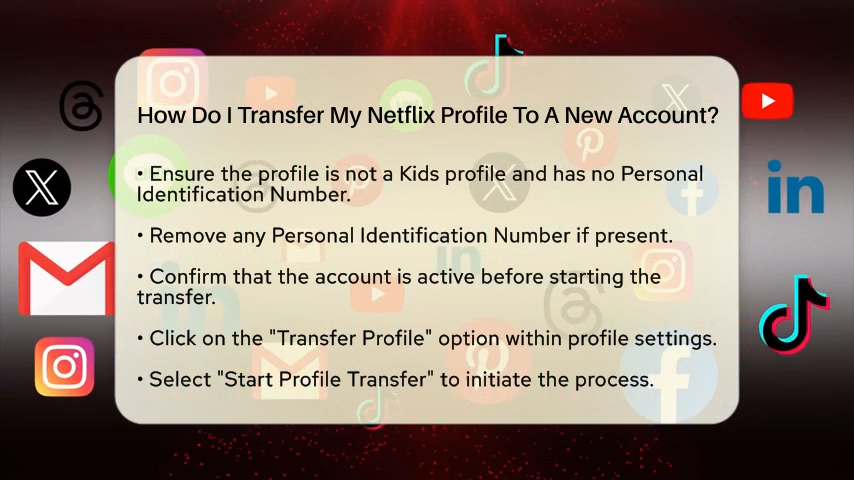 How Do I Transfer My Netflix Profile To A New Account?
• Ensure the profile is not a Kids profile and has no Personal
Identification Number.
• Remove any Personal Identification Number if present.
• Confirm that the account is active before starting the
transfer.
• Click on the "Transfer Profile" option within profile settings.
• Select "Start Profile Transfer" to initiate the process.
in